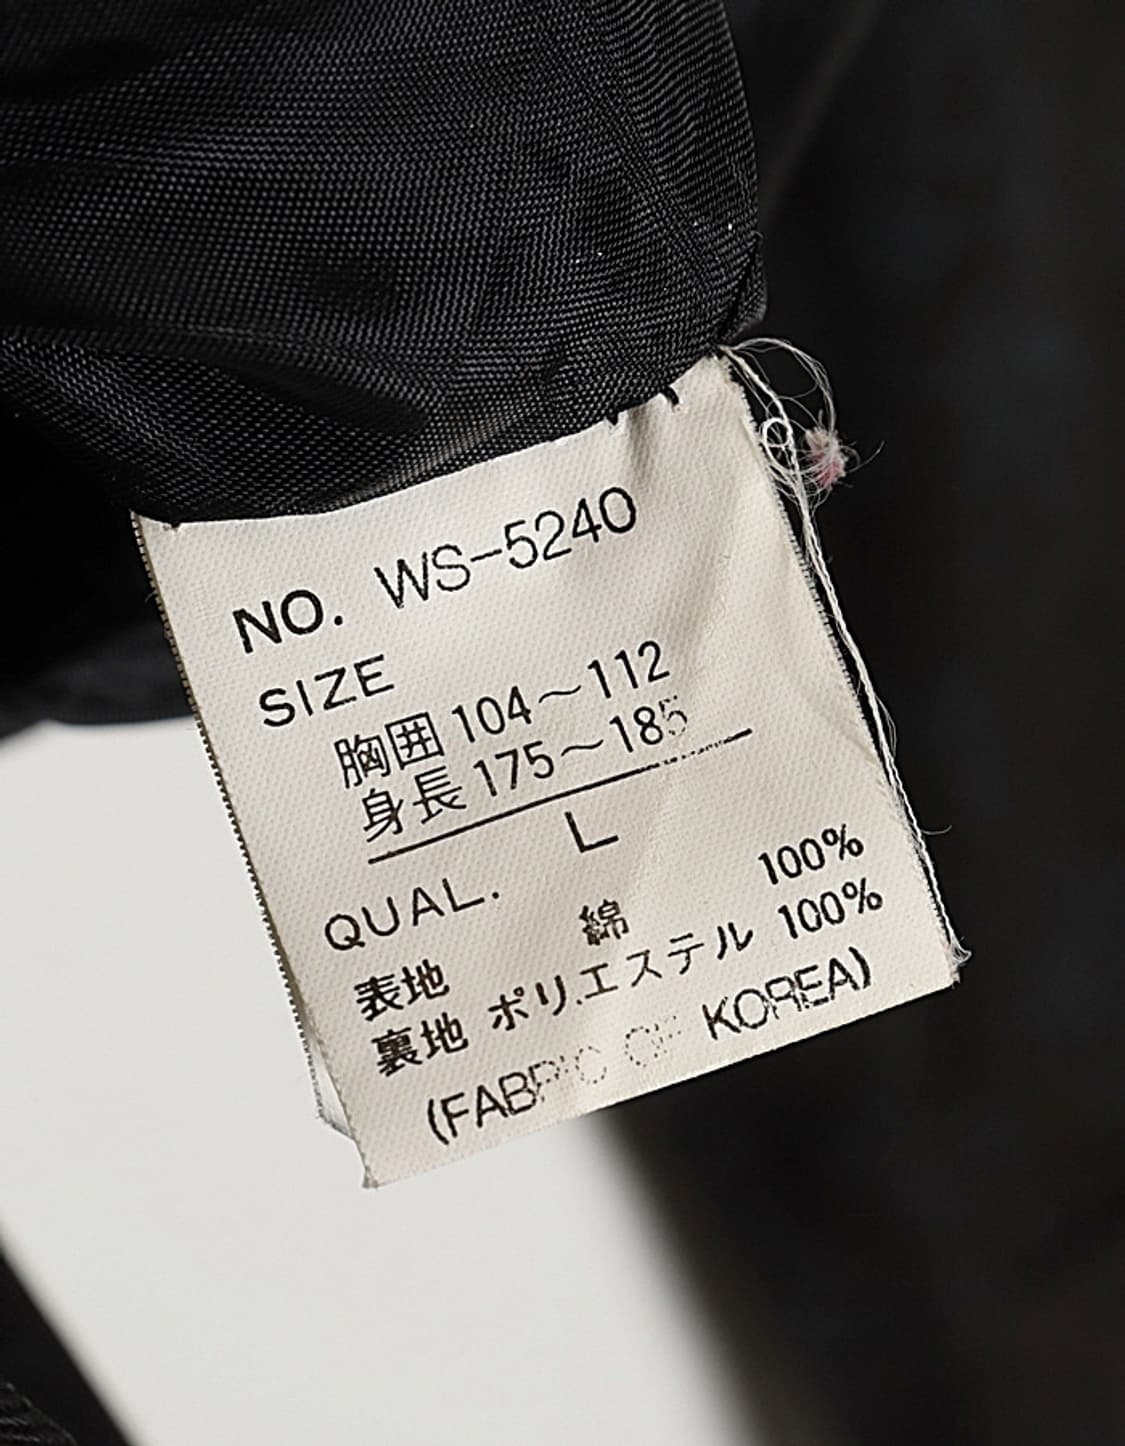 NO. WS-5240
SIZE
胸囲 104～112
身長 175～185
L
QUAL.
表地 綿 100%
裏地 ポリエステル 100%
(FABRIC OF KOREA)